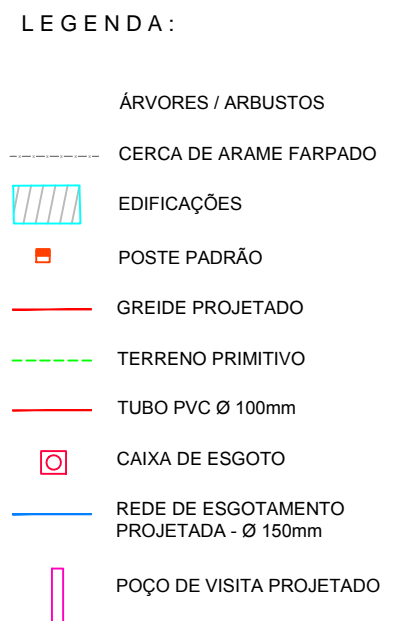 LEGENDA:
ÁRVORES / ARBUSTOS
CERCA DE ARAME FARPADO
EDIFICAÇÕES
POSTE PADRÃO
GREIDE PROJETADO
TERRENO PRIMITIVO
TUBO PVC Ø 100mm
CAIXA DE ESGOTO
REDE DE ESGOTAMENTO
PROJETADA - Ø 150mm
POÇO DE VISITA PROJETADO